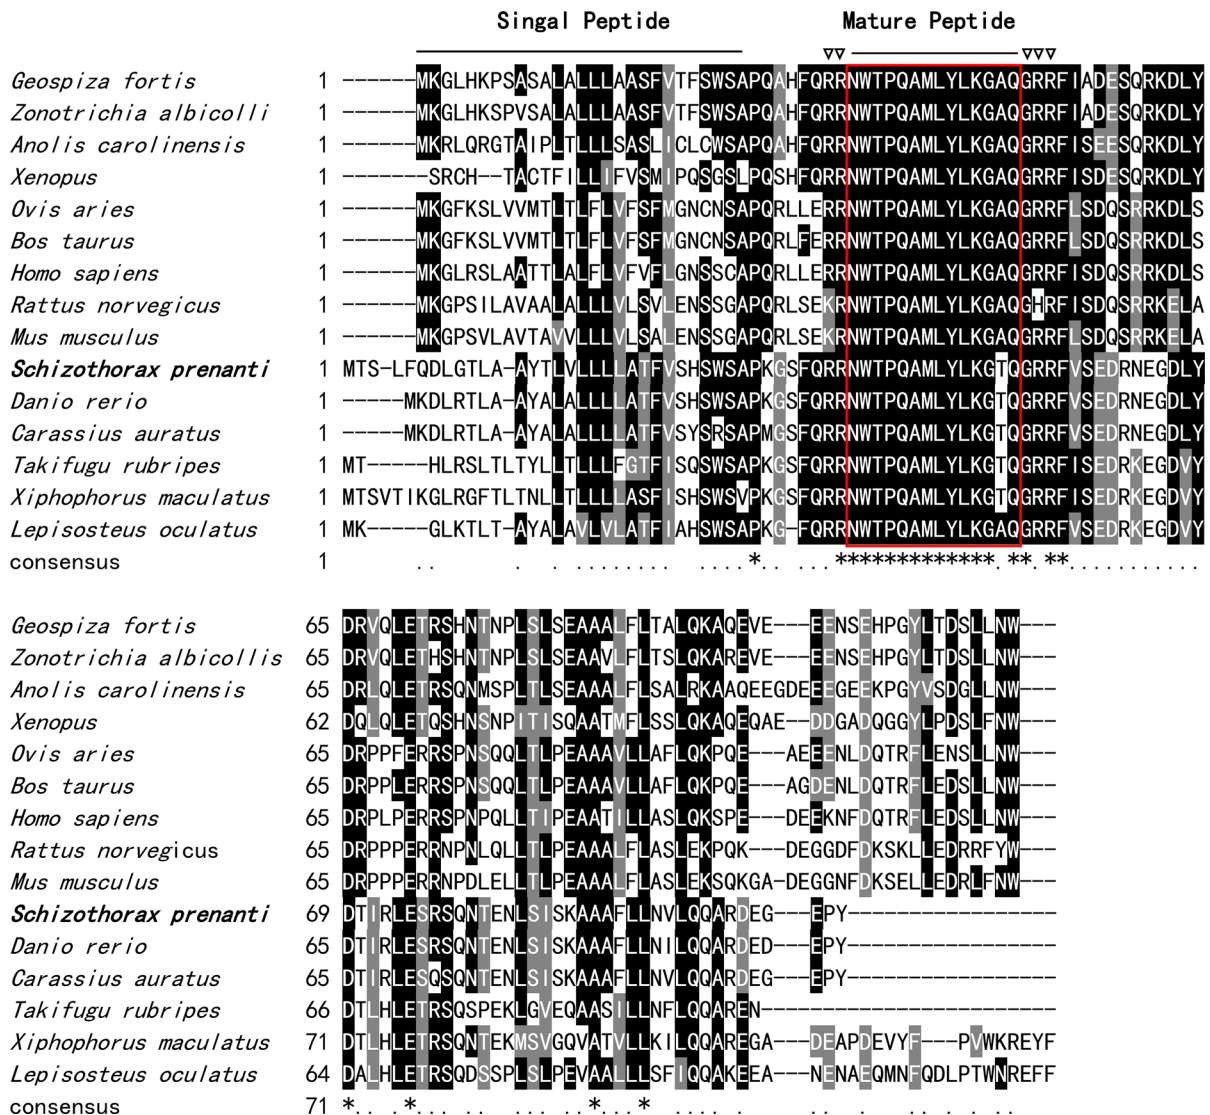 Singal Peptide Mature Peptide
▽▽ ▽▽▽
Geospiza fortis 1 ------MKGLHKPSASALALLLAASFVTFSWSAPQAHFQRRNWTPQAMLYLKGAQGRRFIADESQRKDLY
Zonotrichia albicolli 1 ------MKGLHKSPVSALALLLAASFVTFSWSAPQAHFQRRNWTPQAMLYLKGAQGRRFIADESQRKDLY
Anolis carolinensis 1 ------MKRLQRGTAIPLTLLLSASLICLCWSAPQAHFQRRNWTPQAMLYLKGAQGRRFISEESQRKDLY
Xenopus 1 -------SRCH--TACTFILLIFVSMIPQSGSLPQSHFQRRNWTPQAMLYLKGAQGRRFISDESQRKDLY
Ovis aries 1 ------MKGFKSLVVMTLTLFLVFSFMGNCNSAPQRLLERRNWTPQAMLYLKGAQGRRFLSDQSRRKDLS
Bos taurus 1 ------MKGFKSLVVMTLTLFLVFSFMGNCNSAPQRLFERRNWTPQAMLYLKGAQGRRFLSDQSRRKDLS
Homo sapiens 1 ------MKGLRSLAATTLALFLVFVFLGNSSCAPQRLLERRNWTPQAMLYLKGAQGRRFISDQSRRKDLS
Rattus norvegicus 1 ------MKGPSILAVAALALLLVLSVLENSSGAPQRLSEKRNWTPQAMLYLKGAQGHRFISDQSRRKELA
Mus musculus 1 ------MKGPSVLAVTAVVLLLVLSALENSSGAPQRLSEKRNWTPQAMLYLKGAQGRRFISDQSRRKELA
Schizothorax prenanti 1 MTS-LFQDLGTLA-AYTLVLLLLATFVSHSWSAPKGSFQRRNWTPQAMLYLKGTQGRRFVSEDRNEGDLY
Danio rerio 1 -----MKDLRTLA-AYALALLLLATFVSHSWSAPKGSFQRRNWTPQAMLYLKGTQGRRFVSEDRNEGDLY
Carassius auratus 1 -----MKDLRTLA-AYALALLLLATFVSYSRSAPMGSFQRRNWTPQAMLYLKGTQGRRFVSEDRNEGDLY
Takifugu rubripes 1 MT-----HLRSLTLTYLLTLLLFGTFISQSWSAPKGSFQRRNWTPQAMLYLKGTQGRRFISEDRKEGDVY
Xiphophorus maculatus 1 MTSVTIKGLRGFTLTNLLTLLLLASFISHSWSVPKGSFQRRNWTPQAMLYLKGTQGRRFISEDRKEGDVY
Lepisosteus oculatus 1 MK-----GLKTLT-AYALAVLVLATFIAHSWSAPKG-FQRRNWTPQAMLYLKGAQGRRFVSEDRKEGDVY
consensus 1 .. . . ........ ....*.. ...*************.**.**...........
Geospiza fortis 65 DRVQLETRSHNTNPLSLSEAAALFLTALQKAQEVE---EENSEHPGYLTDSLLNW---
Zonotrichia albicollis 65 DRVQLETHSHNTNPLSLSEAAVLFLTSLQKAREVE---EENSEHPGYLTDSLLNW---
Anolis carolinensis 65 DRLQLETRSQNMSPLTLSEAAALFLSALRKAAQEEGDEEEGEEKPGYVSDGLLNW---
Xenopus 62 DQLQLETQSHNSNPITISQAATMFLSSLQKAQEQAE--DDGADQGGYLPDSLFNW---
Ovis aries 65 DRPPFERRSPNSQQLTLPEAAAVLLAFLQKPQE---AEEENLDQTRFLENSLLNW---
Bos taurus 65 DRPPLERRSPNSQQLTLPEAAAVLLAFLQKPQE---AGDENLDQTRFLEDSLLNW---
Homo sapiens 65 DRPLPERRSPNPQLLTIPEAATILLASLQKSPE---DEEKNFDQTRFLEDSLLNW---
Rattus norvegicus 65 DRPPPERRNPNLQLLTLPEAAALFLASLEKPQK---DEGGDFDKSKLLEDRRFYW---
Mus musculus 65 DRPPPERRNPDLELLTLPEAAALFLASLEKSQKGA-DEGGNFDKSELLEDRLFNW---
Schizothorax prenanti 69 DTIRLESRSQNTENLSISKAAAFLLNVLQQARDEG---EPY-----------------
Danio rerio 65 DTIRLESRSQNTENLSISKAAAFLLNILQQARDED---EPY-----------------
Carassius auratus 65 DTIRLESQSQNTENLSISKAAAFLLNVLQQARDEG---EPY-----------------
Takifugu rubripes 66 DTLHLETRSQSPEKLGVEQAASILLNFLQQAREN------------------------
Xiphophorus maculatus 71 DTLHLETRSQNTEKMSVGQVATVLLKILQQAREGA--DEAPDEVYF---PVWKREYF
Lepisosteus oculatus 64 DALHLETRSQDSSPLSLPEVAALLLSFIQQAKEEA--NENAEQMNFQDLPTWNREFF
consensus 71 *.. .*... .. ......*...*. ..... . .. . .. . ..